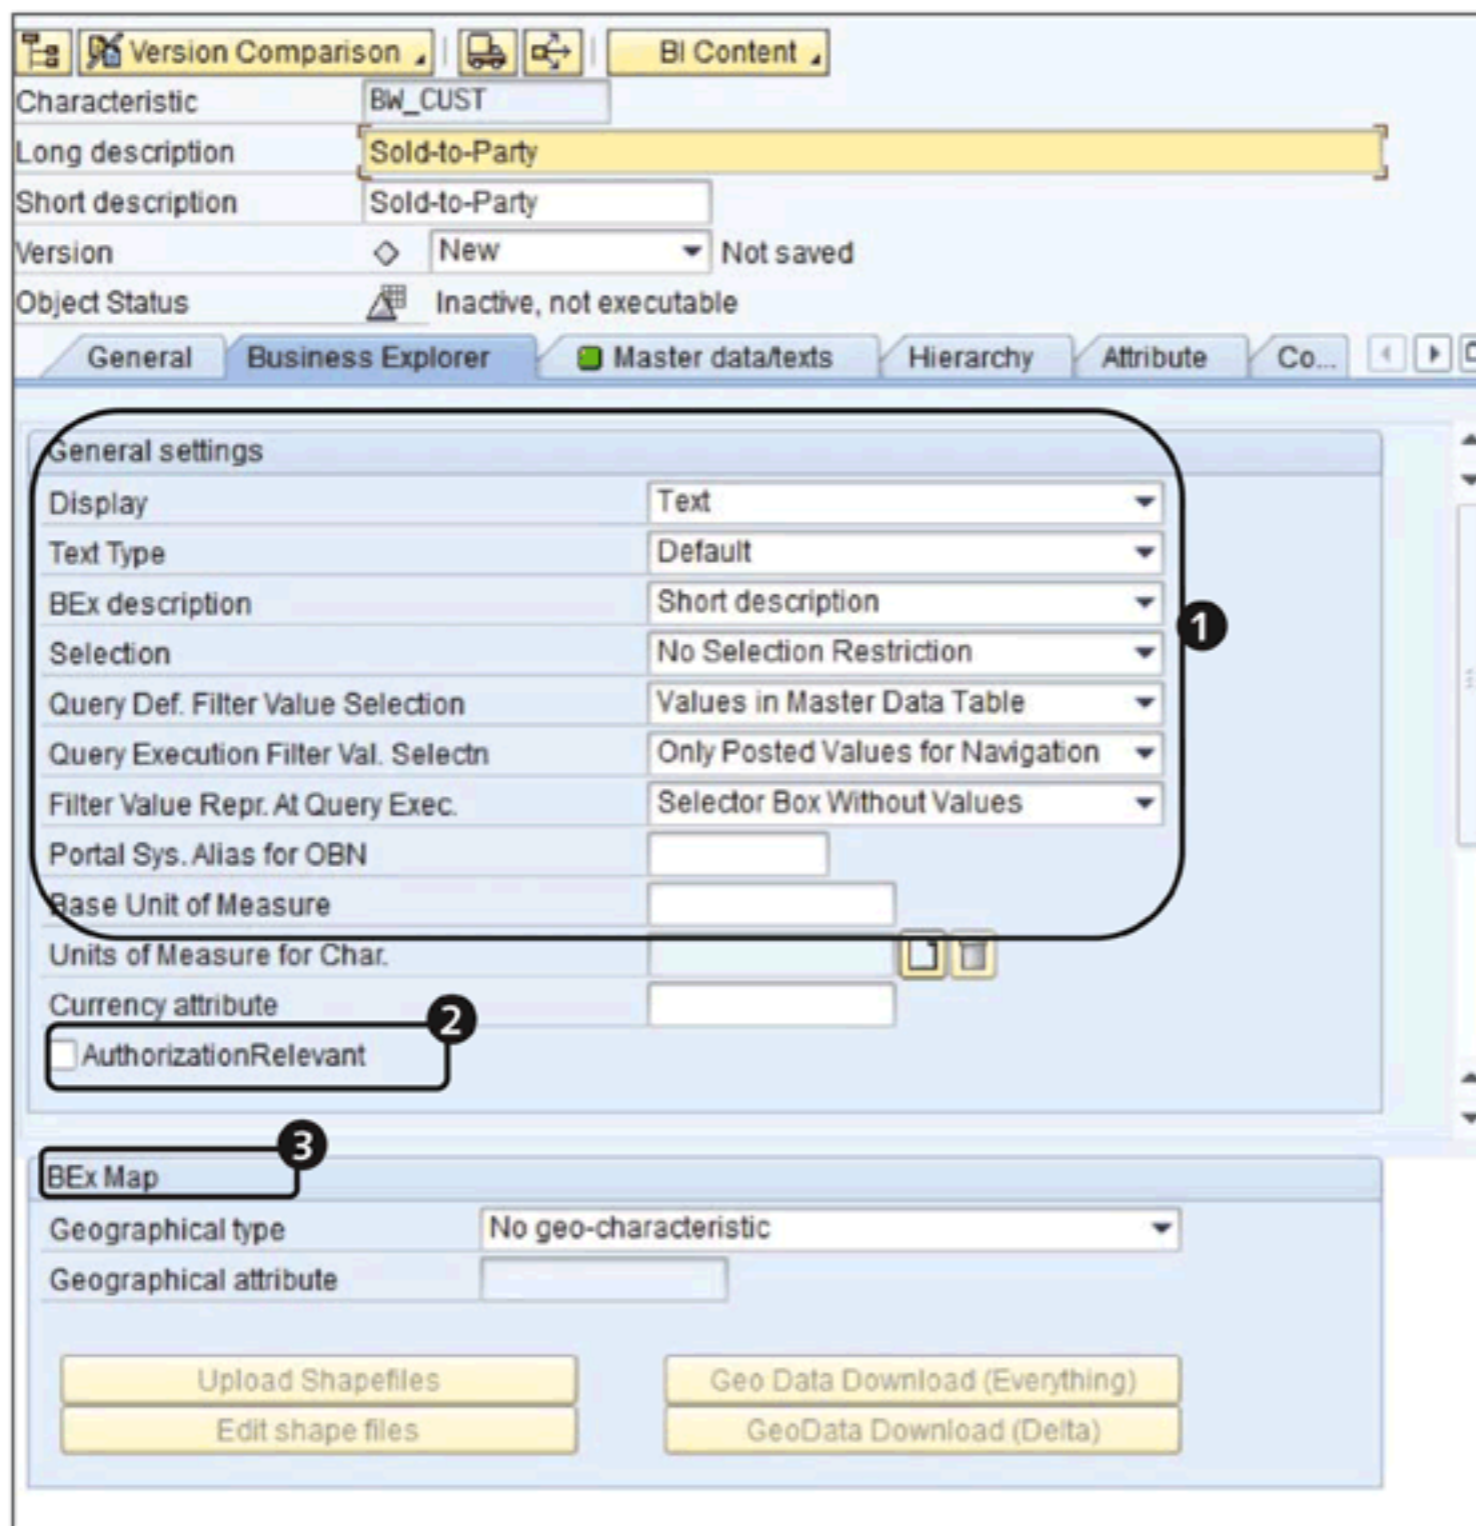 Version Comparison BI Content
Characteristic BW_CUST
Long description Sold-to-Party
Short description Sold-to-Party
Version New Not saved
Object Status Inactive, not executable
General Business Explorer Master data/texts Hierarchy Attribute Co...
General settings
Display Text
Text Type Default
BEx description Short description
1
Selection No Selection Restriction
Query Def. Filter Value Selection Values in Master Data Table
Query Execution Filter Val. Selectn Only Posted Values for Navigation
Filter Value Repr. At Query Exec. Selector Box Without Values
Portal Sys. Alias for OBN
Base Unit of Measure
Units of Measure for Char.
Currency attribute
2
AuthorizationRelevant
3
BEx Map
Geographical type No geo-characteristic
Geographical attribute
Upload Shapefiles Geo Data Download (Everything)
Edit shape files GeoData Download (Delta)